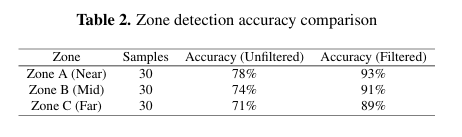 Table 2. Zone detection accuracy comparison
Zone Samples Accuracy (Unfiltered) Accuracy (Filtered)
Zone A (Near) 30 78% 93%
Zone B (Mid) 30 74% 91%
Zone C (Far) 30 71% 89%